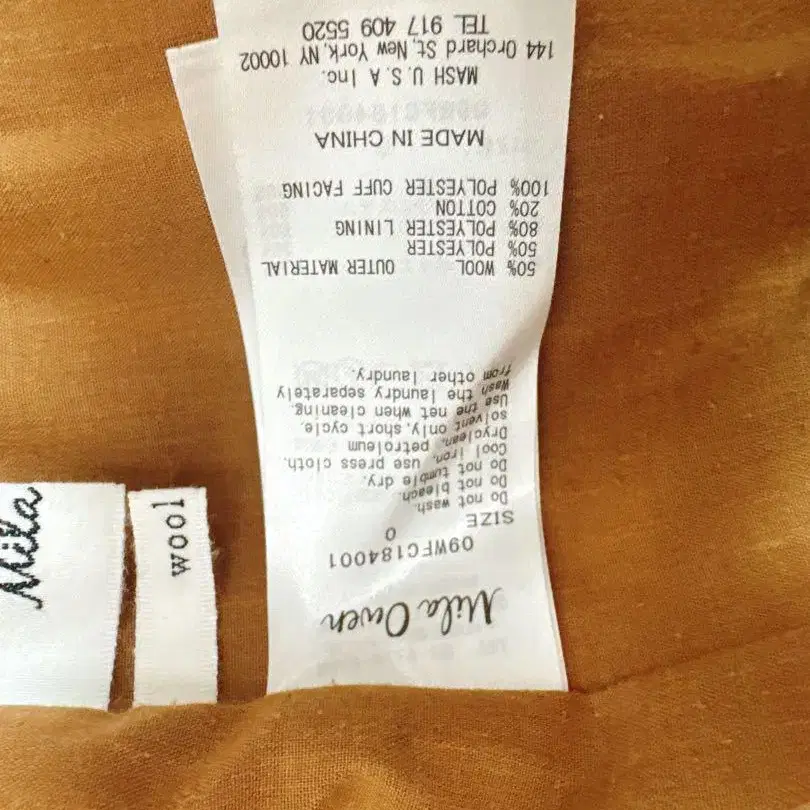 Mila Owen
09WFC184001
SIZE 0
Do not wash.
Do not bleach.
Do not tumble dry.
Cool iron, use press cloth.
Dryclean, petroleum
solvent only, short cycle.
Use the net when cleaning.
Wash the laundry separately
from other laundry.
50% WOOL OUTER MATERIAL
50% POLYESTER
80% POLYESTER LINING
20% COTTON
100% POLYESTER CUFF FACING
MADE IN CHINA
MASH U.S.A Inc.
144 Orchard St, New York, NY 10002
TEL 917 409 5520
Mila
wool